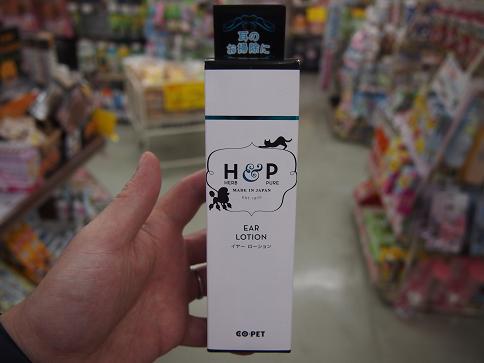 耳の
お掃除に
H&P
HERB PURE
MADE IN JAPAN
EAR
LOTION
イヤー ローション
GO·PET